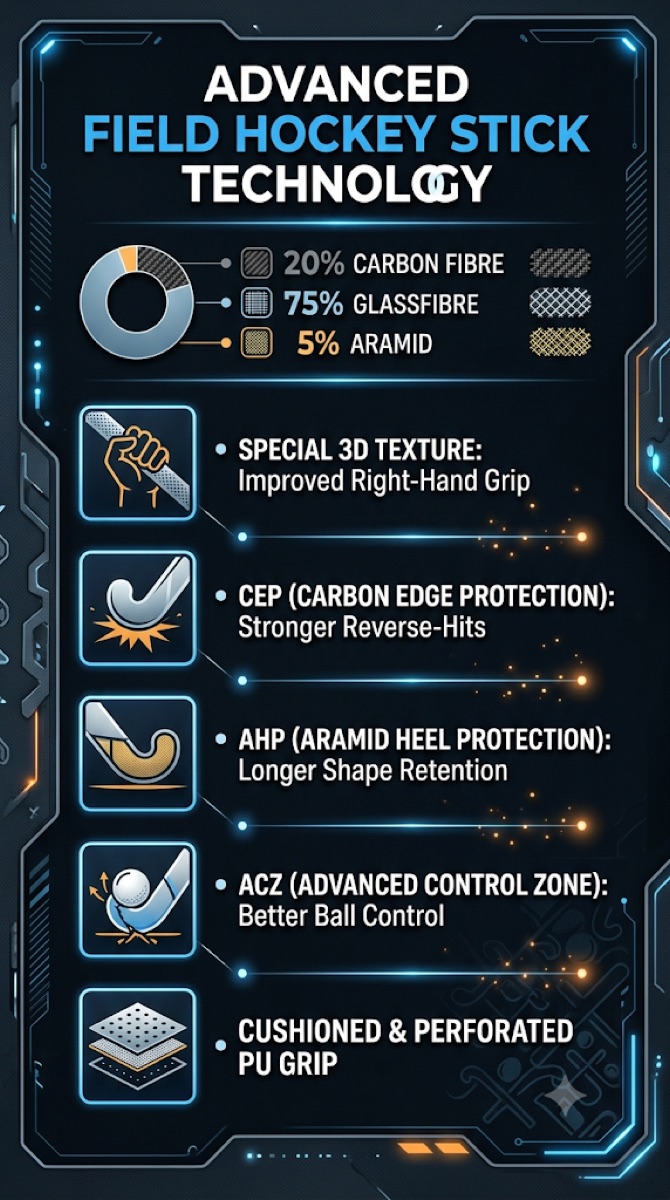 ADVANCED
FIELD HOCKEY STICK
TECHNOLOGY
20% CARBON FIBRE
75% GLASSFIBRE
5% ARAMID
• SPECIAL 3D TEXTURE:
Improved Right-Hand Grip
• CEP (CARBON EDGE PROTECTION):
Stronger Reverse-Hits
• AHP (ARAMID HEEL PROTECTION):
Longer Shape Retention
• ACZ (ADVANCED CONTROL ZONE):
Better Ball Control
• CUSHIONED & PERFORATED
PU GRIP